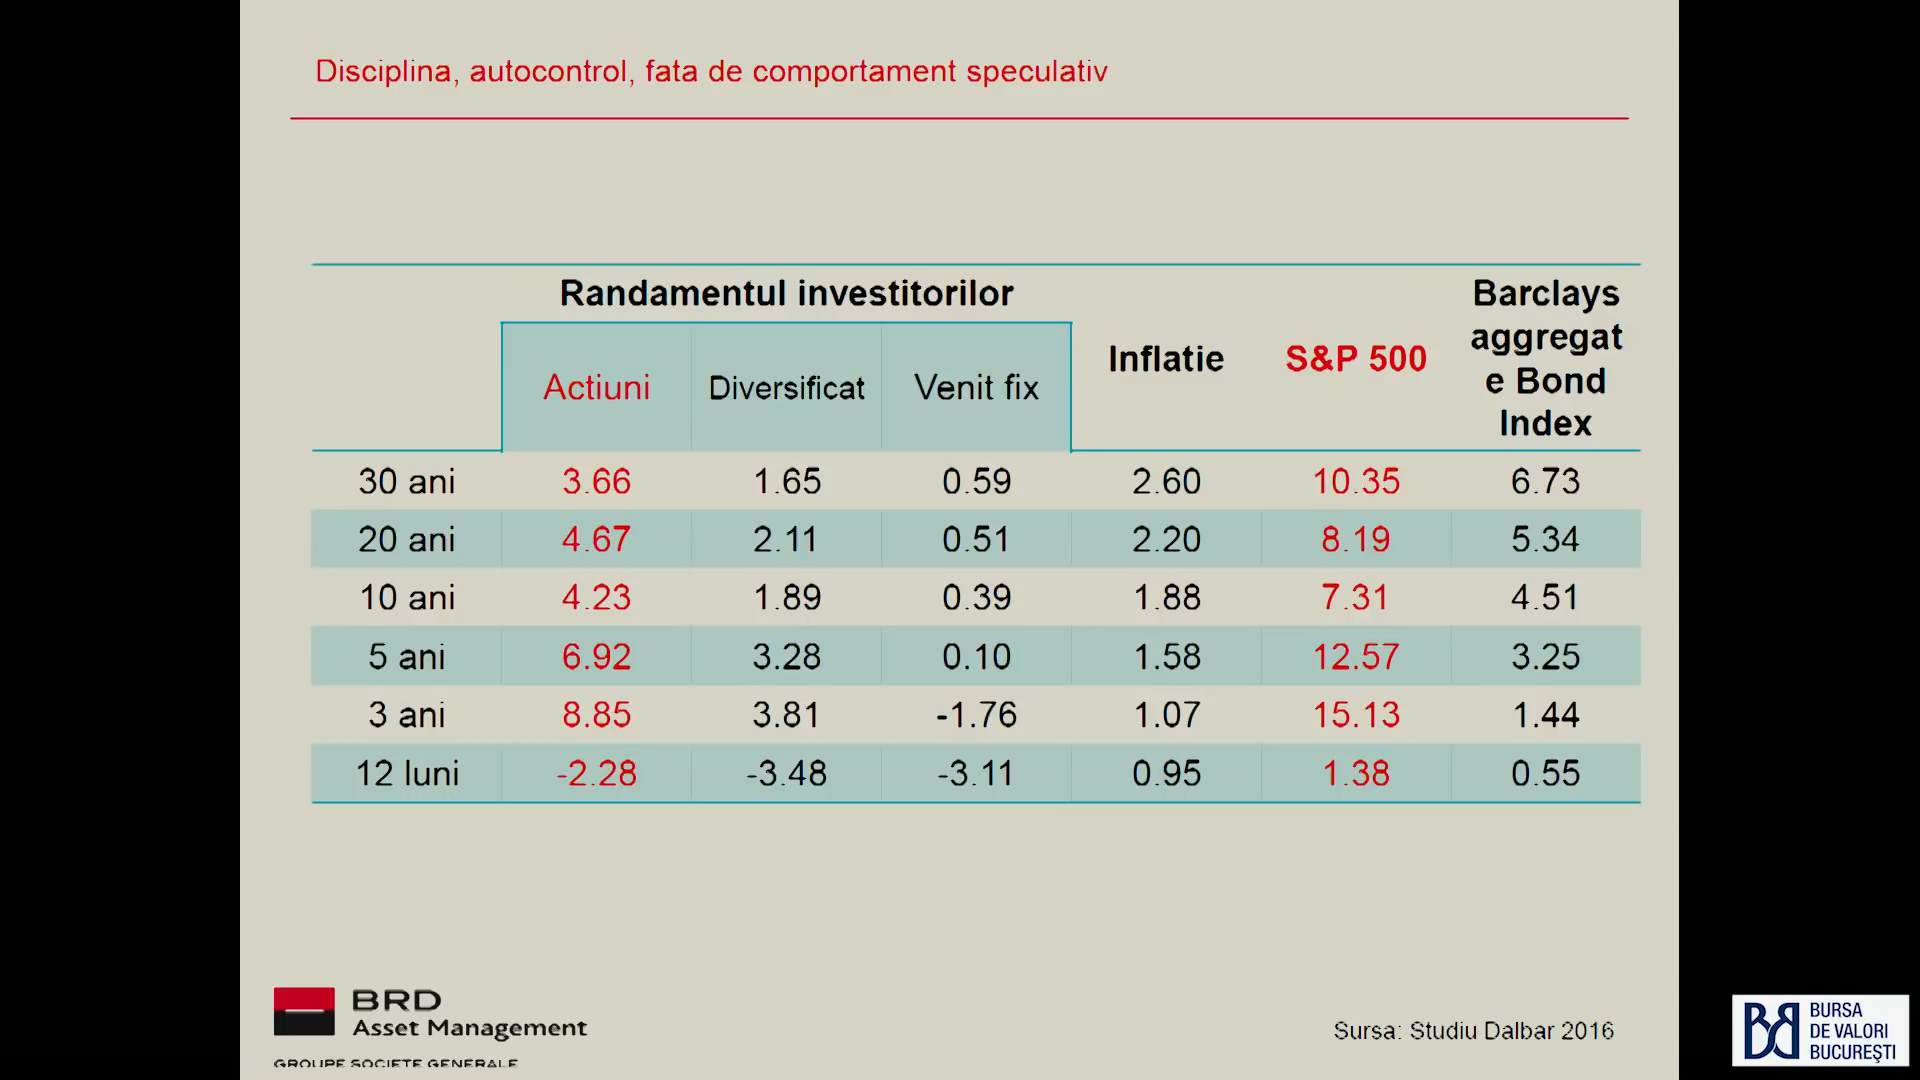 Disciplina, autocontrol, fata de comportament speculativ
Randamentul investitorilor
Inflatie
S&P 500
Barclays
aggregat
e Bond
Index
Actiuni Diversificat Venit fix
30 ani 3.66 1.65 0.59 2.60 10.35 6.73
20 ani 4.67 2.11 0.51 2.20 8.19 5.34
10 ani 4.23 1.89 0.39 1.88 7.31 4.51
5 ani 6.92 3.28 0.10 1.58 12.57 3.25
3 ani 8.85 3.81 -1.76 1.07 15.13 1.44
12 luni -2.28 -3.48 -3.11 0.95 1.38 0.55
BRD
Asset Management
GROUPE SOCIETE GENERALE
Sursa: Studiu Dalbar 2016
BURSA
DE VALORI
BUCUREŞTI